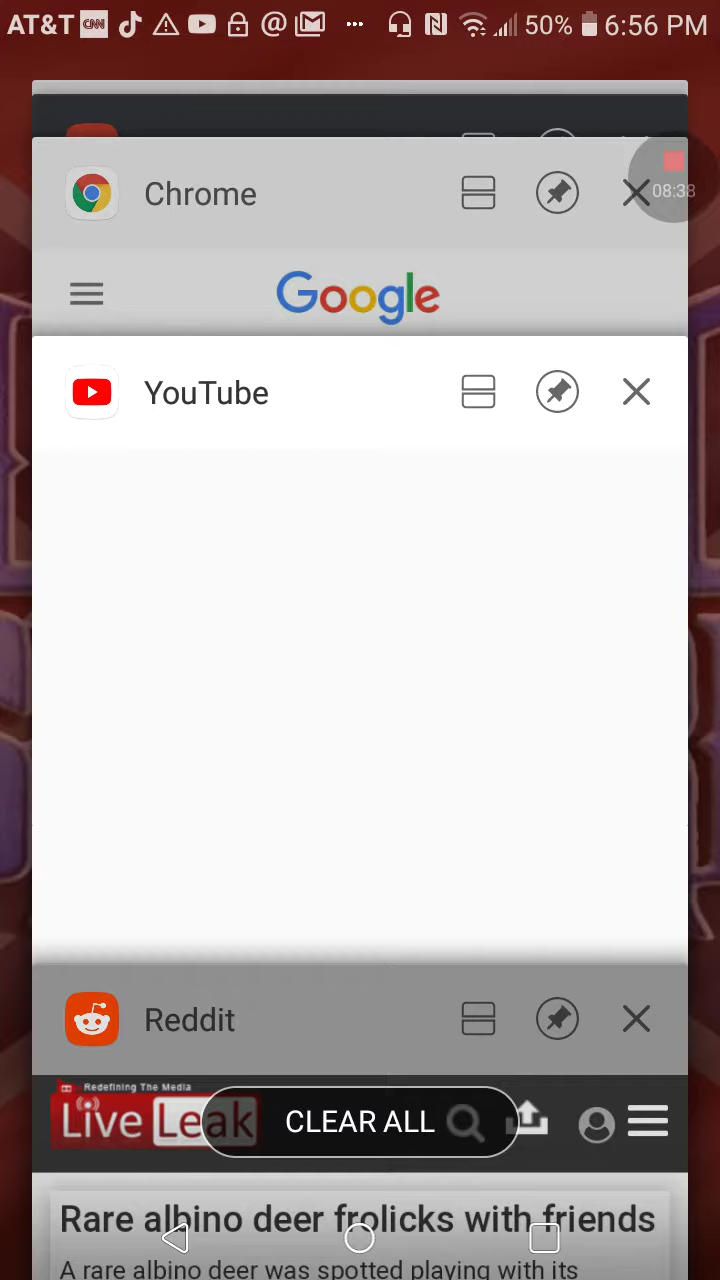 AT&T CNN @ M ... N 50% 6:56 PM
Chrome
08:38
Google
YouTube
Reddit
Redefining The Media
LiveLeak
CLEAR ALL
Rare albino deer frolicks with friends
A rare albino deer was spotted playing with its